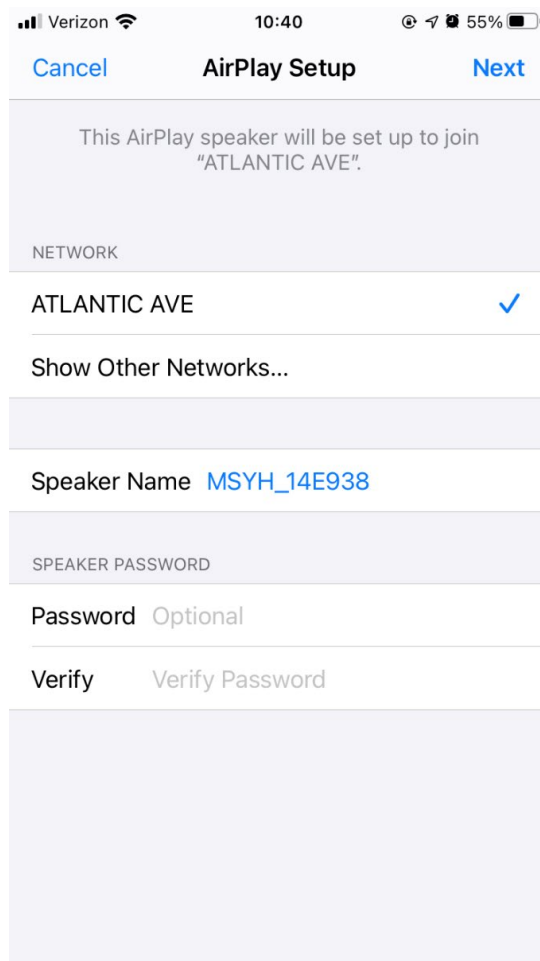 Verizon 10:40 55%
Cancel AirPlay Setup Next
This AirPlay speaker will be set up to join
“ATLANTIC AVE”.
NETWORK
ATLANTIC AVE
Show Other Networks...
Speaker Name MSYH_14E938
SPEAKER PASSWORD
Password Optional
Verify Verify Password